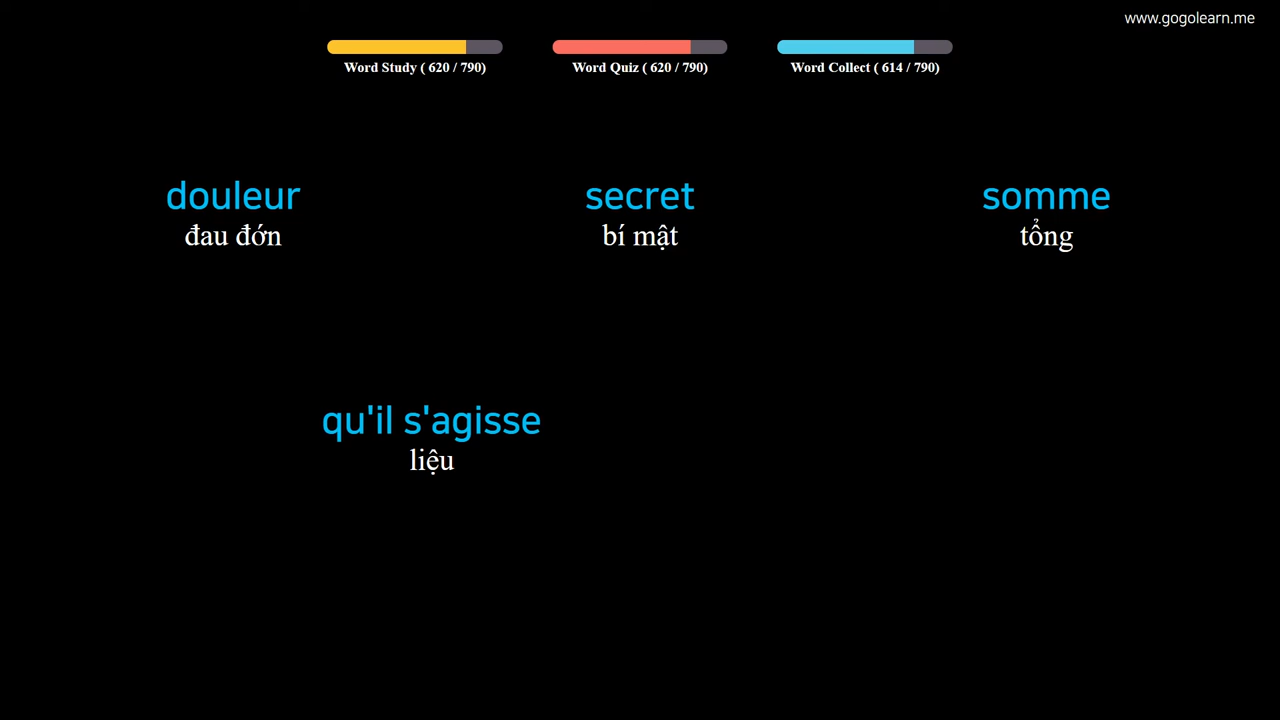 www.gogolearn.me
Word Study ( 620 / 790)
Word Quiz ( 620 / 790)
Word Collect ( 614 / 790)
douleur
đau đớn
secret
bí mật
somme
tổng
qu'il s'agisse
liệu